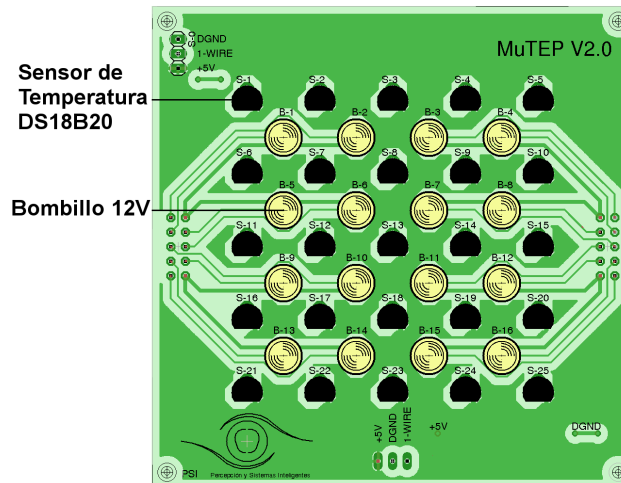 S-0
DGND
1-WIRE
+5V
MuTEP V2.0
Sensor de
Temperatura
DS18B20
S-1 S-2 S-3 S-4 S-5
B-1 B-2 B-3 B-4
S-6 S-7 S-8 S-9 S-10
Bombillo 12V
B-5 B-6 B-7 B-8
S-11 S-12 S-13 S-14 S-15
B-9 B-10 B-11 B-12
S-16 S-17 S-18 S-19 S-20
B-13 B-14 B-15 B-16
S-21 S-22 S-23 S-24 S-25
+5V
DGND
1-WIRE
+5V
DGND
PSI
Percepción y Sistemas Inteligentes